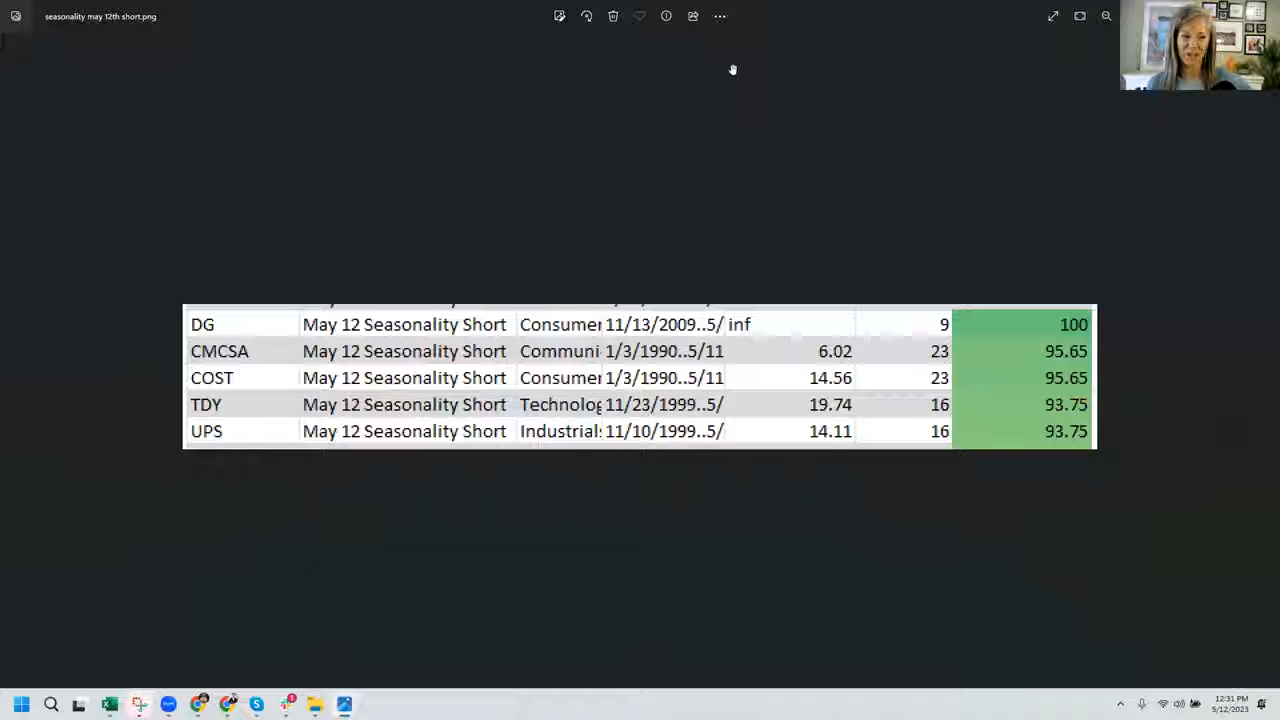 seasonality may 12th short.png
DG May 12 Seasonality Short Consumer 11/13/2009..5/ inf 9 100
CMCSA May 12 Seasonality Short Communi 1/3/1990..5/11 6.02 23 95.65
COST May 12 Seasonality Short Consumer 1/3/1990..5/11 14.56 23 95.65
TDY May 12 Seasonality Short Technolog 11/23/1999..5/ 19.74 16 93.75
UPS May 12 Seasonality Short Industrials 11/10/1999..5/ 14.11 16 93.75
12:31 PM
5/12/2023